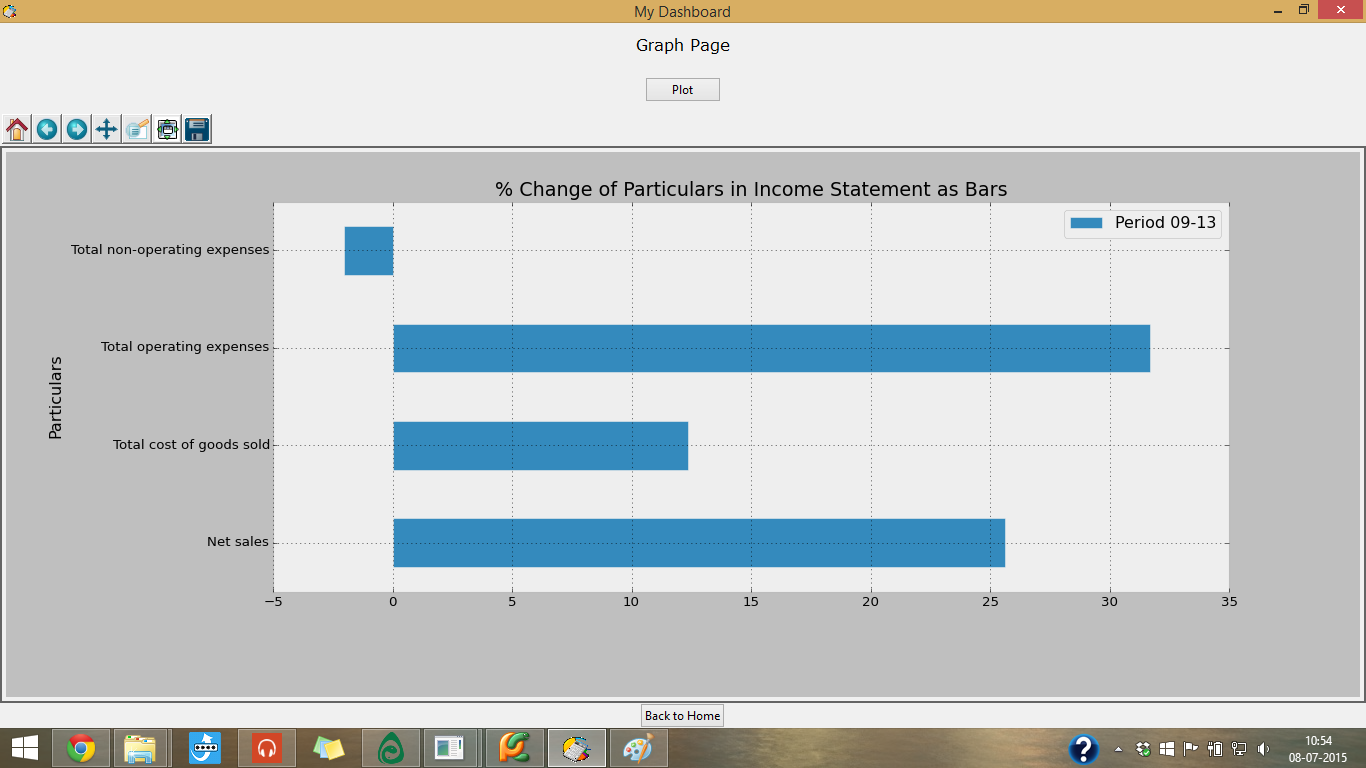 My Dashboard
Graph Page
Plot
% Change of Particulars in Income Statement as Bars
Period 09-13
Total non-operating expenses
Total operating expenses
Particulars
Total cost of goods sold
Net sales
−5 0 5 10 15 20 25 30 35
Back to Home
10:54
08-07-2015